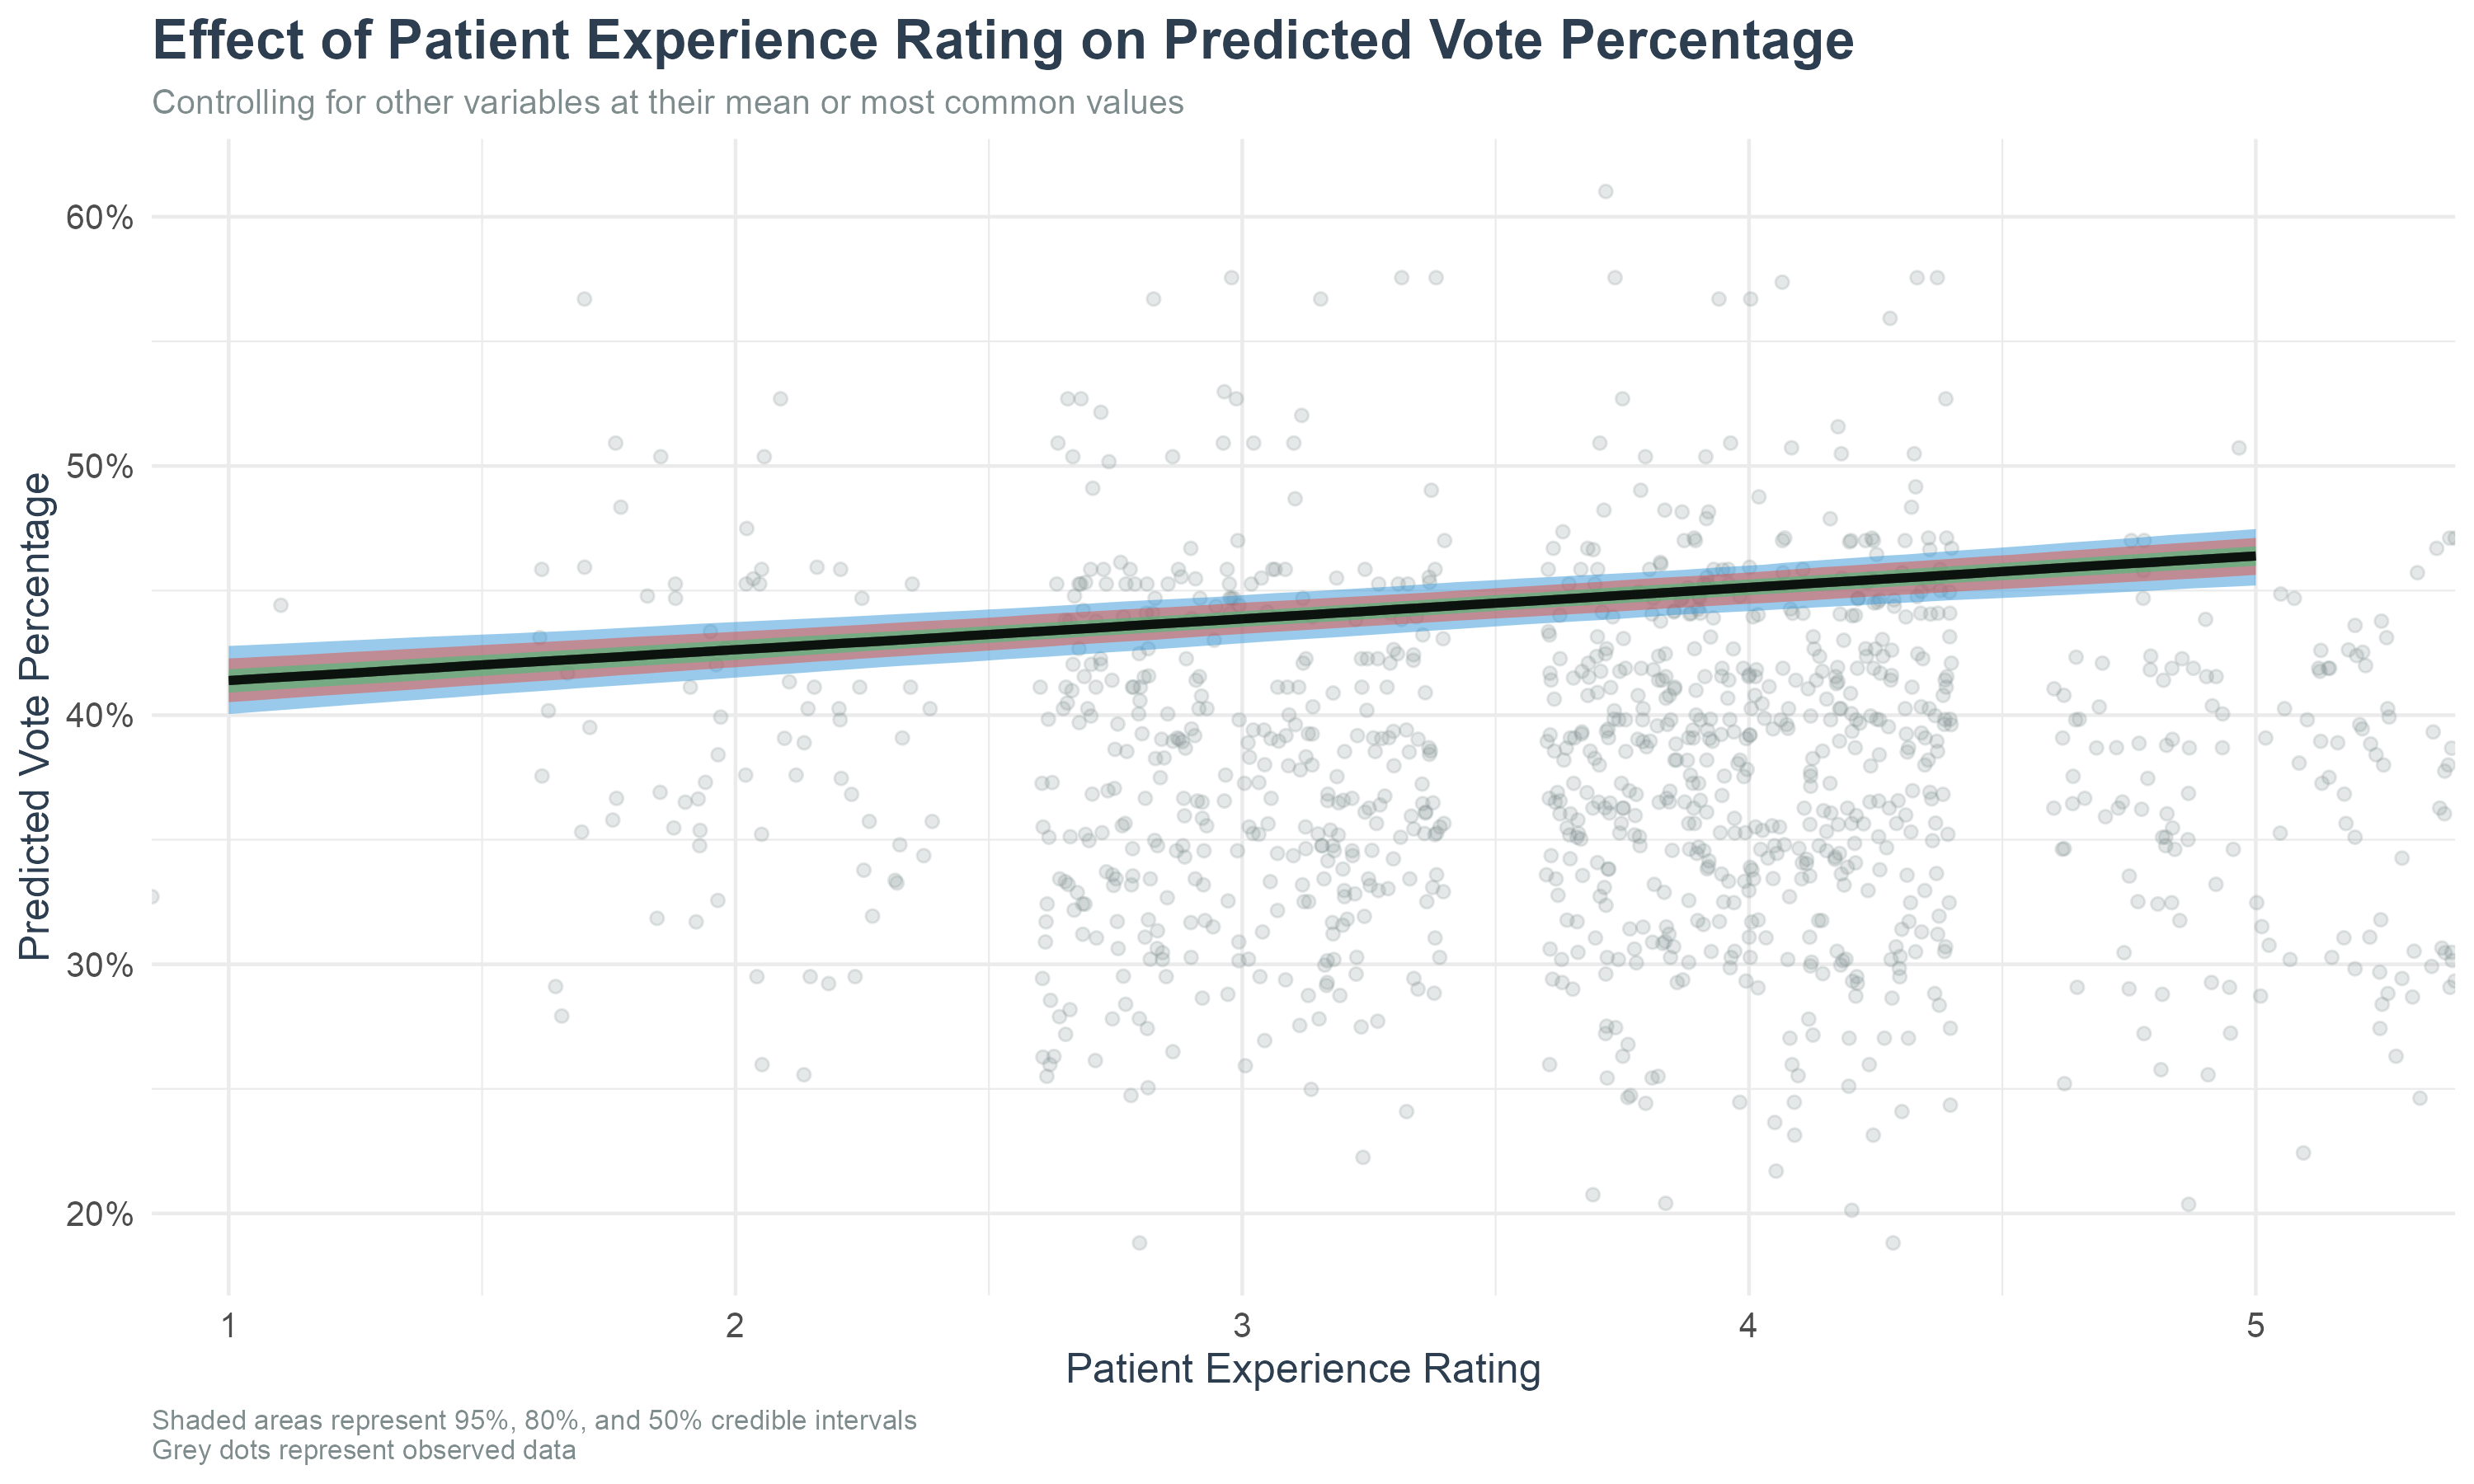 Effect of Patient Experience Rating on Predicted Vote Percentage
Controlling for other variables at their mean or most common values
Predicted Vote Percentage
60%
50%
40%
30%
20%
1
2
3
4
5
Patient Experience Rating
Shaded areas represent 95%, 80%, and 50% credible intervals
Grey dots represent observed data